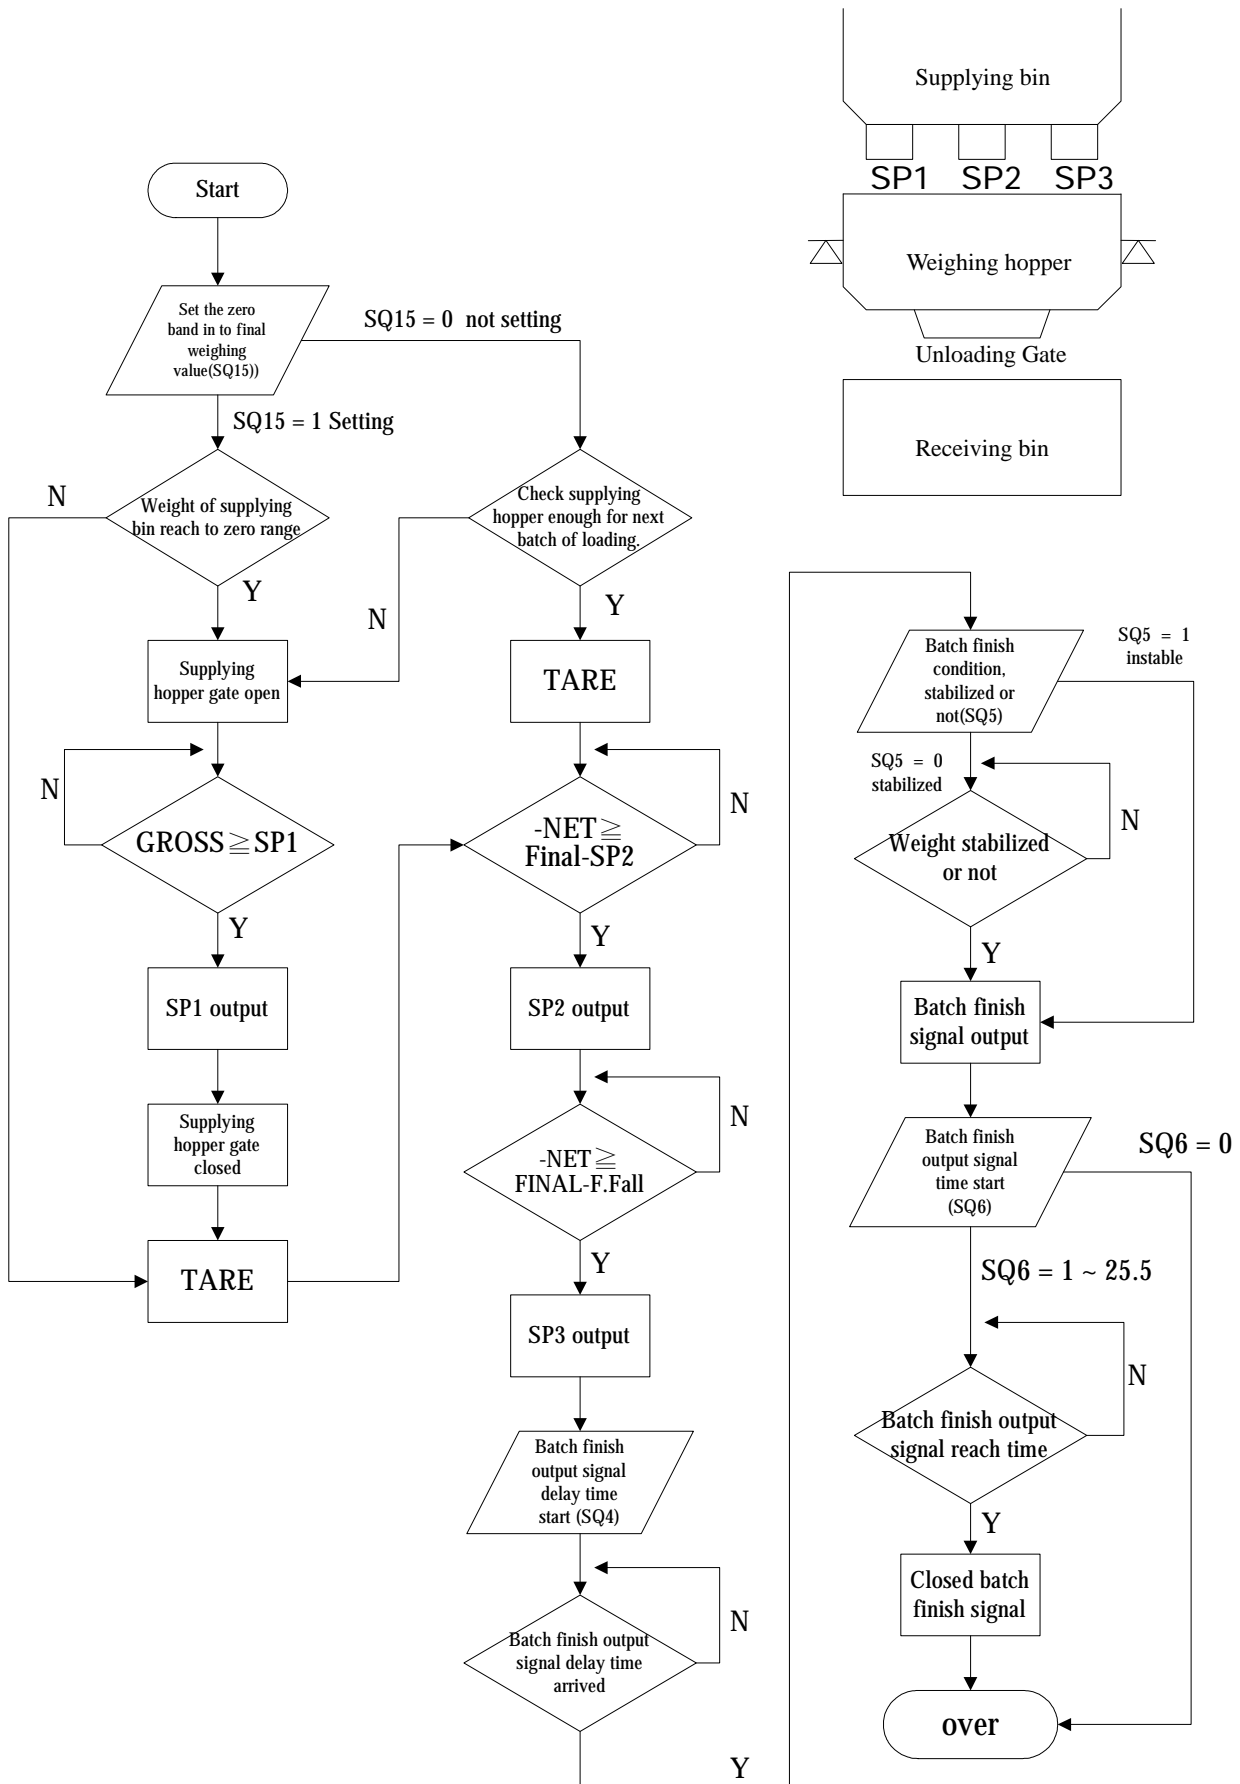 Supplying bin
SP1 SP2 SP3
Weighing hopper
Unloading Gate
Receiving bin
Start
Set the zero
band in to final
weighing
value(SQ15))
SQ15 = 0 not setting
SQ15 = 1 Setting
N
Weight of supplying
bin reach to zero range
Y
Check supplying
hopper enough for next
batch of loading.
N
Y
Supplying
hopper gate open
TARE
N
GROSS≧SP1
Y
-NET≧
Final-SP2
N
Y
SP1 output
SP2 output
Supplying
hopper gate
closed
-NET≧
FINAL-F.Fall
N
Y
TARE
SP3 output
Batch finish
output signal
delay time
start (SQ4)
Batch finish output
signal delay time
arrived
N
Y
Batch finish
condition,
stabilized or
not(SQ5)
SQ5 = 1
instable
SQ5 = 0
stabilized
Weight stabilized
or not
N
Y
Batch finish
signal output
Batch finish
output signal
time start
(SQ6)
SQ6 = 0
SQ6 = 1 ~ 25.5
N
Batch finish output
signal reach time
Y
Closed batch
finish signal
over